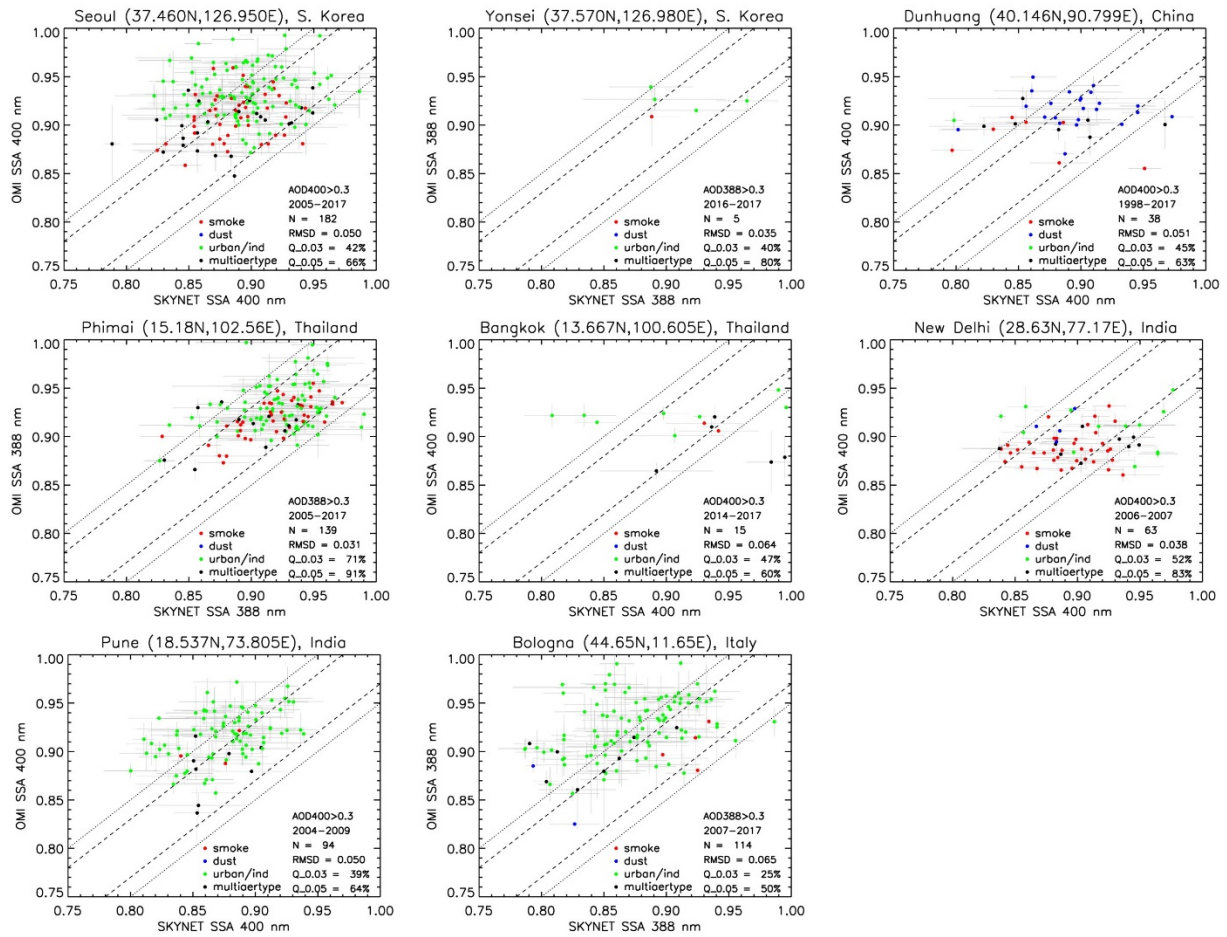 Seoul (37.460N,126.950E), S. Korea
OMI SSA 400 nm
1.00
0.95
0.90
0.85
0.80
0.75
AOD400>0.3
2005-2017
smoke N = 182
dust RMSD = 0.050
urban/ind Q_0.03 = 42%
multiaertype Q_0.05 = 66%
0.75 0.80 0.85 0.90 0.95 1.00
SKYNET SSA 400 nm
Yonsei (37.570N,126.980E), S. Korea
OMI SSA 388 nm
1.00
0.95
0.90
0.85
0.80
0.75
AOD388>0.3
2016-2017
smoke N = 5
dust RMSD = 0.035
urban/ind Q_0.03 = 40%
multiaertype Q_0.05 = 80%
0.75 0.80 0.85 0.90 0.95 1.00
SKYNET SSA 388 nm
Dunhuang (40.146N,90.799E), China
OMI SSA 400 nm
1.00
0.95
0.90
0.85
0.80
0.75
AOD400>0.3
1998-2017
smoke N = 38
dust RMSD = 0.051
urban/ind Q_0.03 = 45%
multiaertype Q_0.05 = 63%
0.75 0.80 0.85 0.90 0.95 1.00
SKYNET SSA 400 nm
Phimai (15.18N,102.56E), Thailand
OMI SSA 388 nm
1.00
0.95
0.90
0.85
0.80
0.75
AOD388>0.3
2005-2017
smoke N = 139
dust RMSD = 0.031
urban/ind Q_0.03 = 71%
multiaertype Q_0.05 = 91%
0.75 0.80 0.85 0.90 0.95 1.00
SKYNET SSA 388 nm
Bangkok (13.667N,100.605E), Thailand
OMI SSA 400 nm
1.00
0.95
0.90
0.85
0.80
0.75
AOD400>0.3
2014-2017
smoke N = 15
dust RMSD = 0.064
urban/ind Q_0.03 = 47%
multiaertype Q_0.05 = 60%
0.75 0.80 0.85 0.90 0.95 1.00
SKYNET SSA 400 nm
New Delhi (28.63N,77.17E), India
OMI SSA 400 nm
1.00
0.95
0.90
0.85
0.80
0.75
AOD400>0.3
2006-2007
smoke N = 63
dust RMSD = 0.038
urban/ind Q_0.03 = 52%
multiaertype Q_0.05 = 83%
0.75 0.80 0.85 0.90 0.95 1.00
SKYNET SSA 400 nm
Pune (18.537N,73.805E), India
OMI SSA 400 nm
1.00
0.95
0.90
0.85
0.80
0.75
AOD400>0.3
2004-2009
smoke N = 94
dust RMSD = 0.050
urban/ind Q_0.03 = 39%
multiaertype Q_0.05 = 64%
0.75 0.80 0.85 0.90 0.95 1.00
SKYNET SSA 400 nm
Bologna (44.65N,11.65E), Italy
OMI SSA 388 nm
1.00
0.95
0.90
0.85
0.80
0.75
AOD388>0.3
2007-2017
smoke N = 114
dust RMSD = 0.065
urban/ind Q_0.03 = 25%
multiaertype Q_0.05 = 50%
0.75 0.80 0.85 0.90 0.95 1.00
SKYNET SSA 388 nm